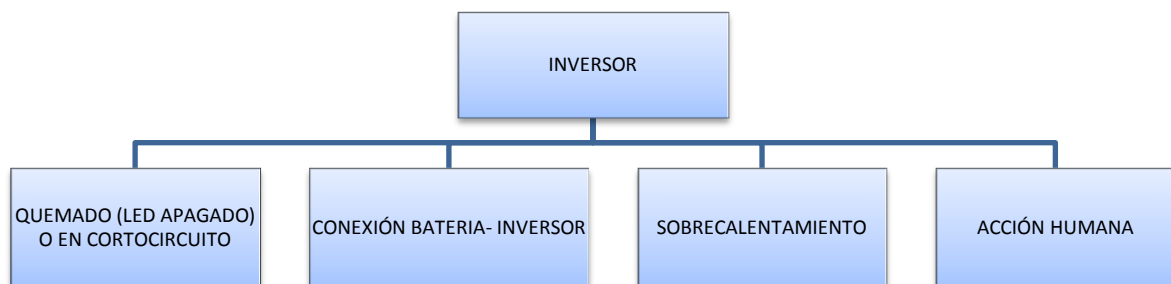 INVERSOR
QUEMADO (LED APAGADO)
O EN CORTOCIRCUITO
CONEXIÓN BATERIA- INVERSOR
SOBRECALENTAMIENTO
ACCIÓN HUMANA